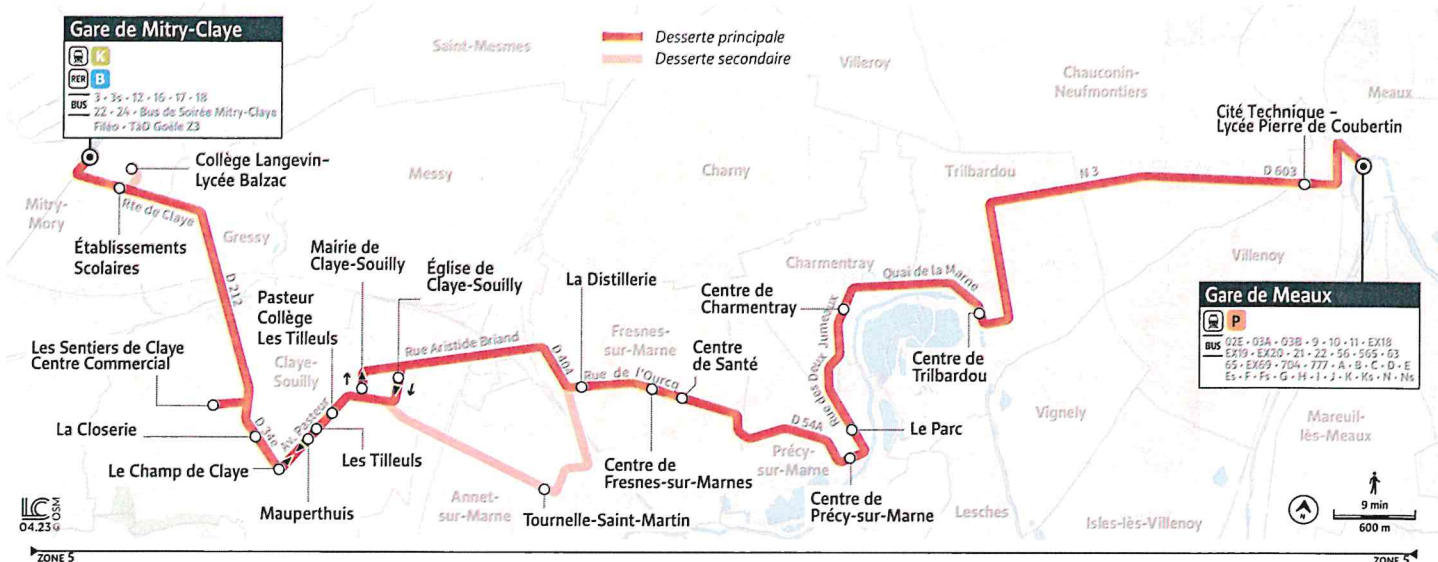 Gare de Mitry-Claye
K
RER B
BUS 3 - 3s - 12 - 16 - 17 - 18
22 - 24 - Bus de Soirée Mitry-Claye
Filéo - TàD Goële Z3
Desserte principale
Desserte secondaire
Saint-Mesmes
Villeroy
Chauconin-
Neufmontiers
Meaux
Cité Technique –
Lycée Pierre de Coubertin
Collège Langevin-
Lycée Balzac
Messy
Charny
Trilbardou
N 3
D 603
Mitry-
Mory
Rte de Claye
Gressy
Établissements
Scolaires
D 212
Mairie de
Claye-Souilly
Église de
Claye-Souilly
La Distillerie
Charmentray
Quai de la Marne
Villenoy
Pasteur
Collège
Les Tilleuls
Centre de
Charmentray
Gare de Meaux
P
BUS 02E - 03A - 03B - 9 - 10 - 11 - EX18
EX19 - EX20 - 21 - 22 - 56 - 565 - 63
65 - EX69 - 704 - 777 - A - B - C - D - E
Es - F - Fs - G - H - I - J - K - Ks - N - Ns
Les Sentiers de Claye
Centre Commercial
Claye-
Souilly
Rue Aristide Briand
D 404
Fresnes-
sur-Marne
Rue de l'Ourcq
Centre
de Santé
Rue des Deux Jumeaux
Centre de
Trilbardou
La Closerie
D 34e
Av. Pasteur
Le Champ de Claye
Les Tilleuls
Mauperthuis
D 54A
Le Parc
Vignely
Mareuil-
lès-Meaux
Précy-
sur-Marne
Centre de
Fresnes-sur-Marnes
Centre de
Précy-sur-Marne
Annet-
sur-Marne
Tournelle-Saint-Martin
Lesches
Isles-lès-Villenoy
LC
04.23 © OSM
N
9 min
600 m
ZONE 5
ZONE 5